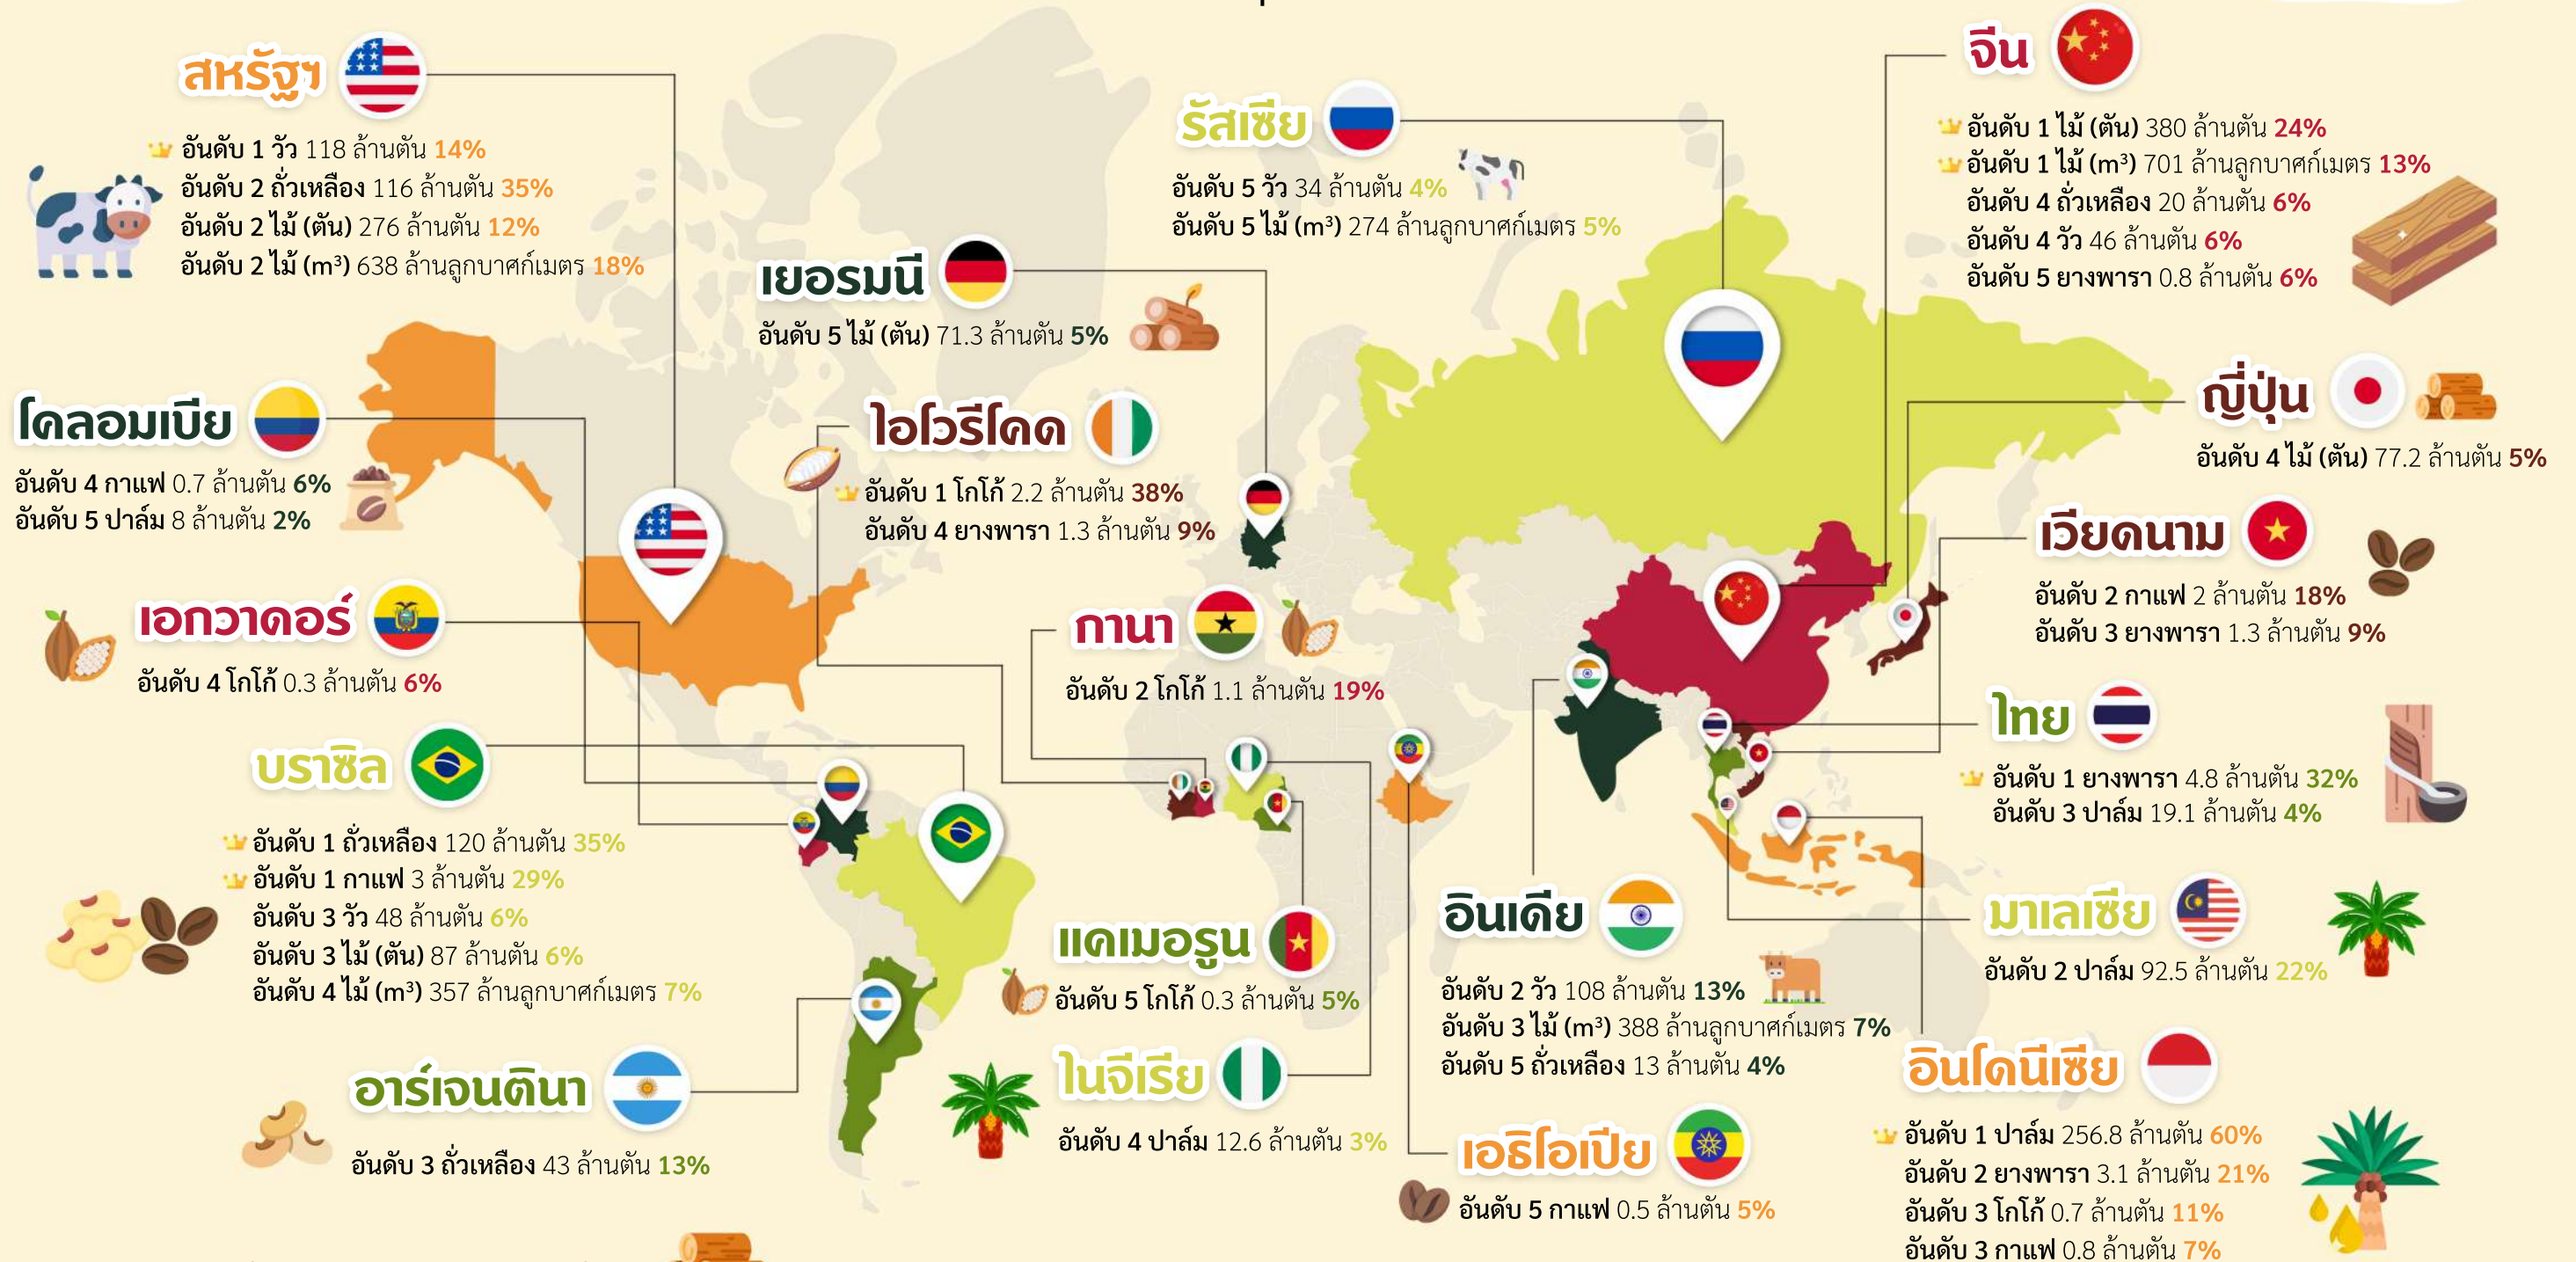 สหรัฐฯ
อันดับ 1 วัว 118 ล้านตัน 14%
อันดับ 2 ถั่วเหลือง 116 ล้านตัน 35%
อันดับ 2 ไม้ (ตัน) 276 ล้านตัน 12%
อันดับ 2 ไม้ (m³) 638 ล้านลูกบาศก์เมตร 18%
รัสเซีย
อันดับ 5 วัว 34 ล้านตัน 4%
อันดับ 5 ไม้ (m³) 274 ล้านลูกบาศก์เมตร 5%
จีน
อันดับ 1 ไม้ (ตัน) 380 ล้านตัน 24%
อันดับ 1 ไม้ (m³) 701 ล้านลูกบาศก์เมตร 13%
อันดับ 4 ถั่วเหลือง 20 ล้านตัน 6%
อันดับ 4 วัว 46 ล้านตัน 6%
อันดับ 5 ยางพารา 0.8 ล้านตัน 6%
เยอรมนี
อันดับ 5 ไม้ (ตัน) 71.3 ล้านตัน 5%
โคลอมเบีย
อันดับ 4 กาแฟ 0.7 ล้านตัน 6%
อันดับ 5 ปาล์ม 8 ล้านตัน 2%
ไอโวรีโคด
อันดับ 1 โกโก้ 2.2 ล้านตัน 38%
อันดับ 4 ยางพารา 1.3 ล้านตัน 9%
ญี่ปุ่น
อันดับ 4 ไม้ (ตัน) 77.2 ล้านตัน 5%
เวียดนาม
อันดับ 2 กาแฟ 2 ล้านตัน 18%
อันดับ 3 ยางพารา 1.3 ล้านตัน 9%
เอกวาดอร์
อันดับ 4 โกโก้ 0.3 ล้านตัน 6%
กานา
อันดับ 2 โกโก้ 1.1 ล้านตัน 19%
ไทย
อันดับ 1 ยางพารา 4.8 ล้านตัน 32%
อันดับ 3 ปาล์ม 19.1 ล้านตัน 4%
บราซิล
อันดับ 1 ถั่วเหลือง 120 ล้านตัน 35%
อันดับ 1 กาแฟ 3 ล้านตัน 29%
อันดับ 3 วัว 48 ล้านตัน 6%
อันดับ 3 ไม้ (ตัน) 87 ล้านตัน 6%
อันดับ 4 ไม้ (m³) 357 ล้านลูกบาศก์เมตร 7%
แคเมอรูน
อันดับ 5 โกโก้ 0.3 ล้านตัน 5%
อินเดีย
อันดับ 2 วัว 108 ล้านตัน 13%
อันดับ 3 ไม้ (m³) 388 ล้านลูกบาศก์เมตร 7%
อันดับ 5 ถั่วเหลือง 13 ล้านตัน 4%
มาเลเซีย
อันดับ 2 ปาล์ม 92.5 ล้านตัน 22%
อาร์เจนตินา
อันดับ 3 ถั่วเหลือง 43 ล้านตัน 13%
ไนจีเรีย
อันดับ 4 ปาล์ม 12.6 ล้านตัน 3%
เอธิโอเปีย
อันดับ 5 กาแฟ 0.5 ล้านตัน 5%
อินโดนีเซีย
อันดับ 1 ปาล์ม 256.8 ล้านตัน 60%
อันดับ 2 ยางพารา 3.1 ล้านตัน 21%
อันดับ 3 โกโก้ 0.7 ล้านตัน 11%
อันดับ 3 กาแฟ 0.8 ล้านตัน 7%